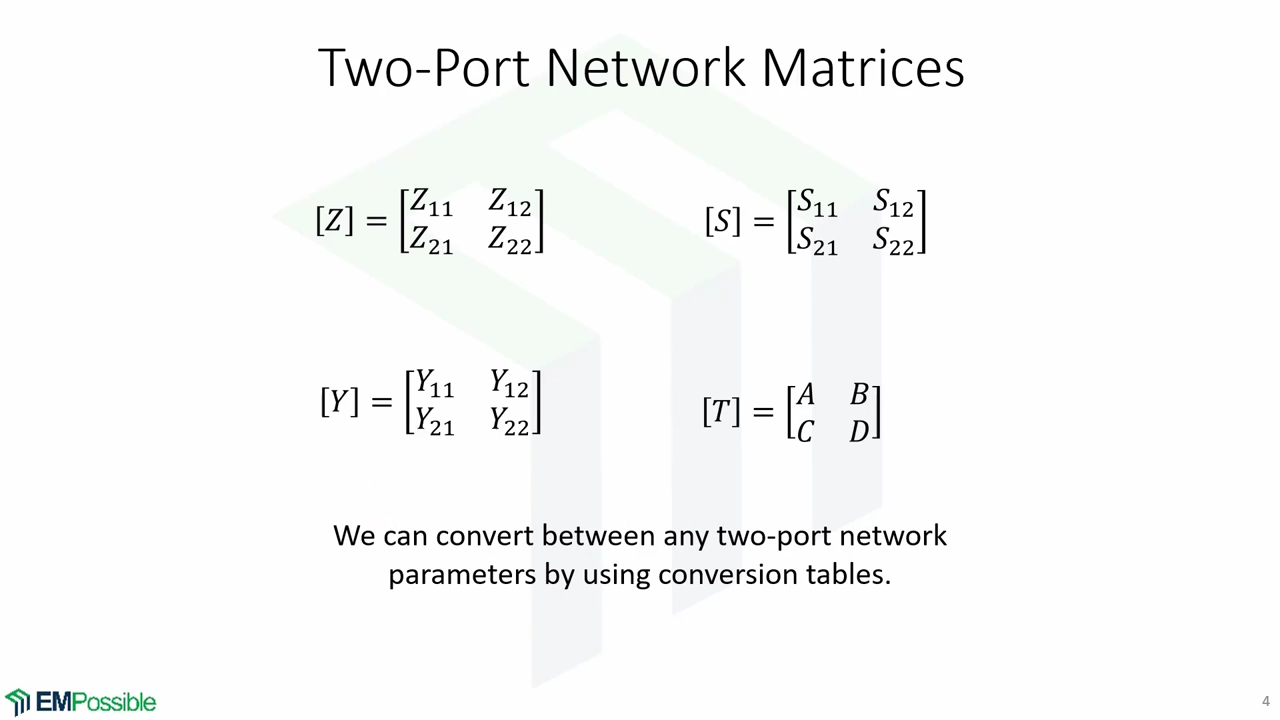 Two-Port Network Matrices
[Z] = [Z₁₁ Z₁₂
Z₂₁ Z₂₂]
[S] = [S₁₁ S₁₂
S₂₁ S₂₂]
[Y] = [Y₁₁ Y₁₂
Y₂₁ Y₂₂]
[T] = [A B
C D]
We can convert between any two-port network
parameters by using conversion tables.
EMPossible
4